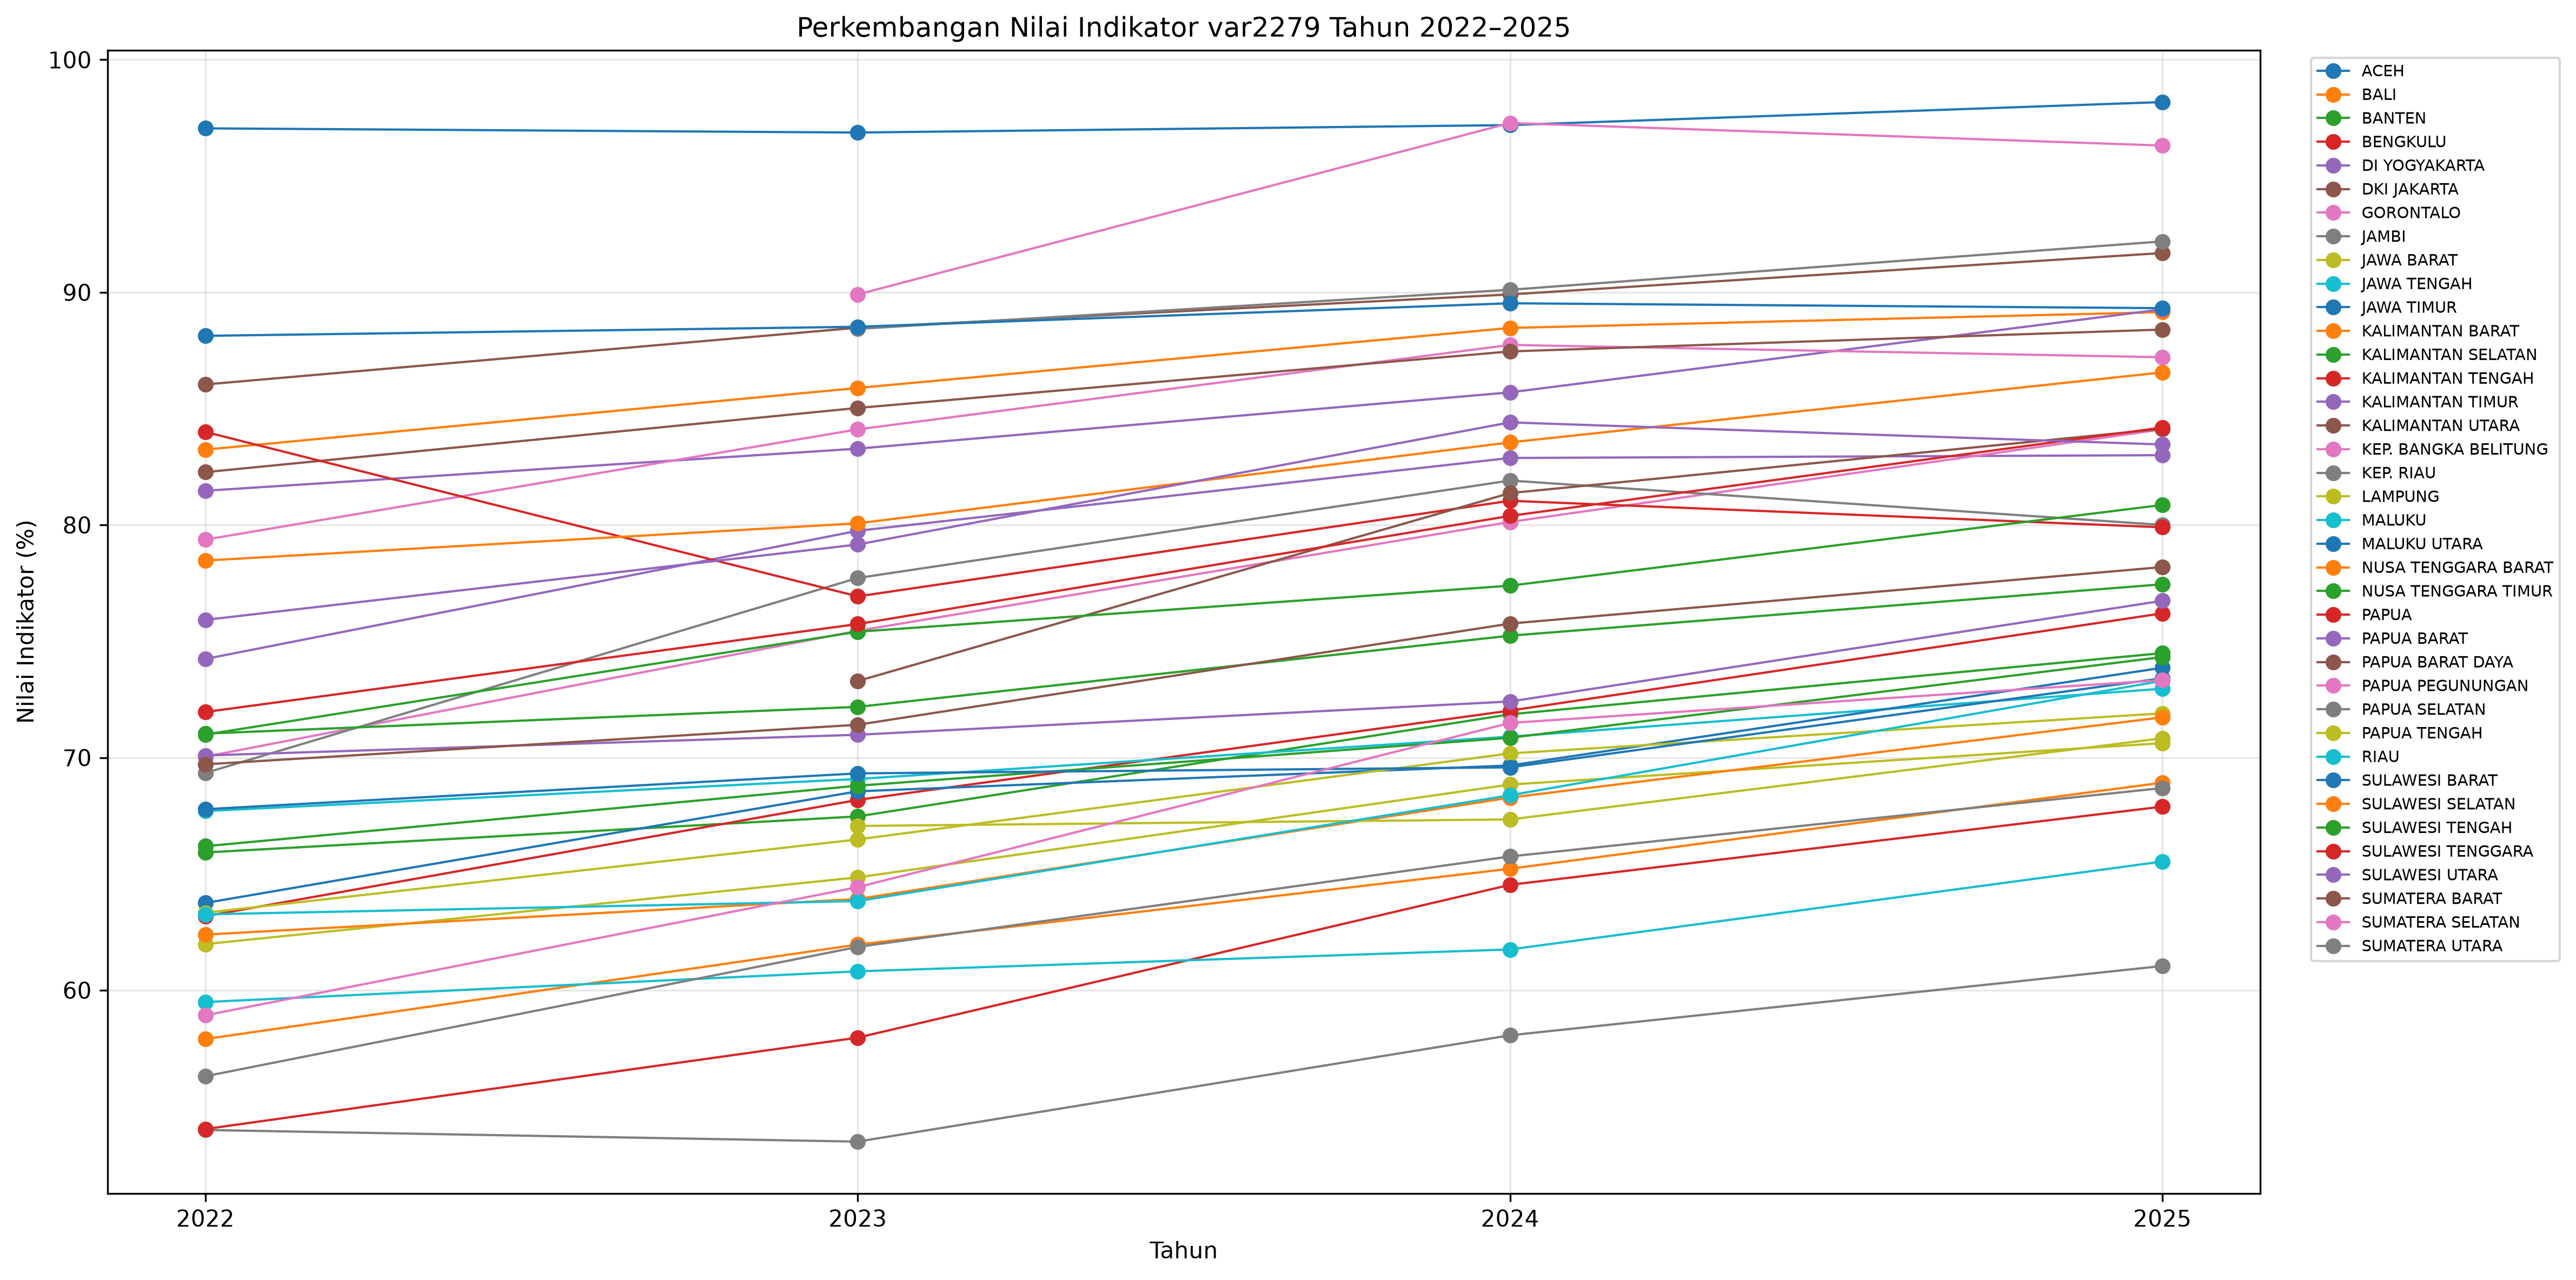 Perkembangan Nilai Indikator var2279 Tahun 2022–2025
Nilai Indikator (%)
100
90
80
70
60
2022
2023
2024
2025
Tahun
ACEH
BALI
BANTEN
BENGKULU
DI YOGYAKARTA
DKI JAKARTA
GORONTALO
JAMBI
JAWA BARAT
JAWA TENGAH
JAWA TIMUR
KALIMANTAN BARAT
KALIMANTAN SELATAN
KALIMANTAN TENGAH
KALIMANTAN TIMUR
KALIMANTAN UTARA
KEP. BANGKA BELITUNG
KEP. RIAU
LAMPUNG
MALUKU
MALUKU UTARA
NUSA TENGGARA BARAT
NUSA TENGGARA TIMUR
PAPUA
PAPUA BARAT
PAPUA BARAT DAYA
PAPUA PEGUNUNGAN
PAPUA SELATAN
PAPUA TENGAH
RIAU
SULAWESI BARAT
SULAWESI SELATAN
SULAWESI TENGAH
SULAWESI TENGGARA
SULAWESI UTARA
SUMATERA BARAT
SUMATERA SELATAN
SUMATERA UTARA